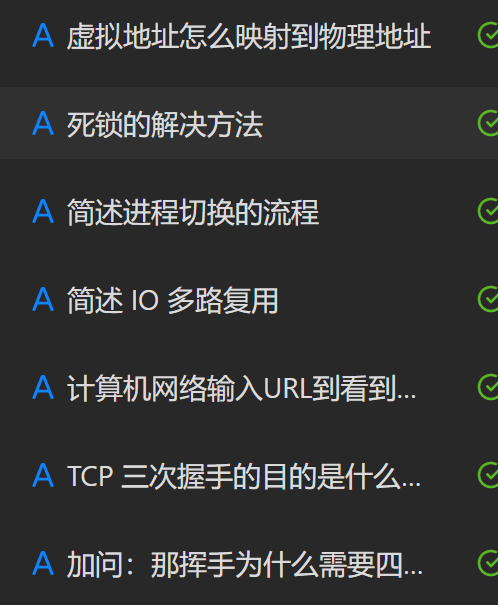 A 虚拟地址怎么映射到物理地址
A 死锁的解决方法
A 简述进程切换的流程
A 简述 IO 多路复用
A 计算机网络输入URL到看到...
A TCP 三次握手的目的是什么...
A 加问：那挥手为什么需要四...